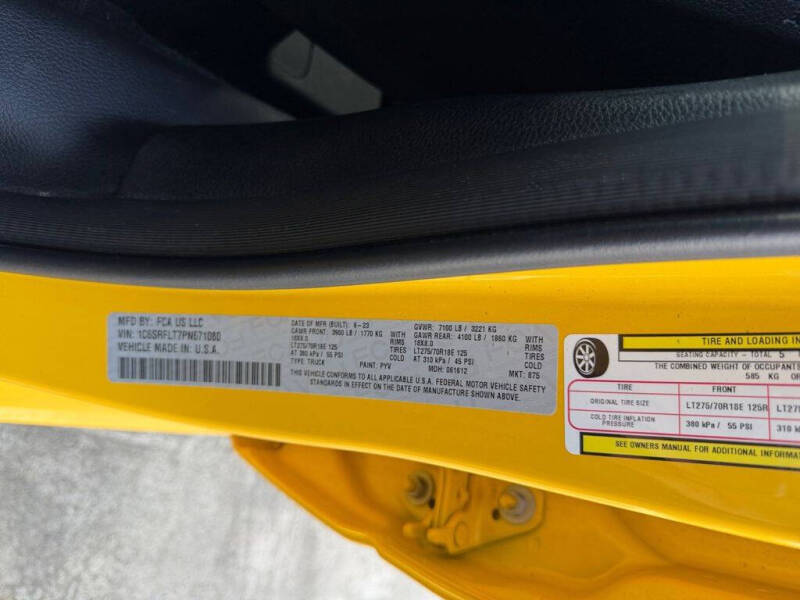 MFD BY: FCA US LLC
VIN: 1C6SRFLT7PN671080
VEHICLE MADE IN: U.S.A.
DATE OF MFR (BUILT): 6-23
GAWR FRONT: 3900 LB / 1770 KG
18X8.0 RIMS
LT275/70R18E 125 TIRES
AT 380 kPa / 55 PSI COLD
TYPE: TRUCK PAINT: PYV
GVWR: 7100 LB / 3221 KG
GAWR REAR: 4100 LB / 1860 KG
18X8.0 RIMS
LT275/70R18E 125 TIRES
AT 310 kPa / 45 PSI COLD
MDH: 061612 MKT: 875
THIS VEHICLE CONFORMS TO ALL APPLICABLE U.S.A. FEDERAL MOTOR VEHICLE SAFETY
STANDARDS IN EFFECT ON THE DATE OF MANUFACTURE SHOWN ABOVE.
TIRE AND LOADING IN
SEATING CAPACITY - TOTAL 5
THE COMBINED WEIGHT OF OCCUPANTS
585 KG OR
TIRE FRONT
ORIGINAL TIRE SIZE LT275/70R18E 125R LT27
COLD TIRE INFLATION PRESSURE 380 kPa / 55 PSI 310 k
SEE OWNERS MANUAL FOR ADDITIONAL INFORMA